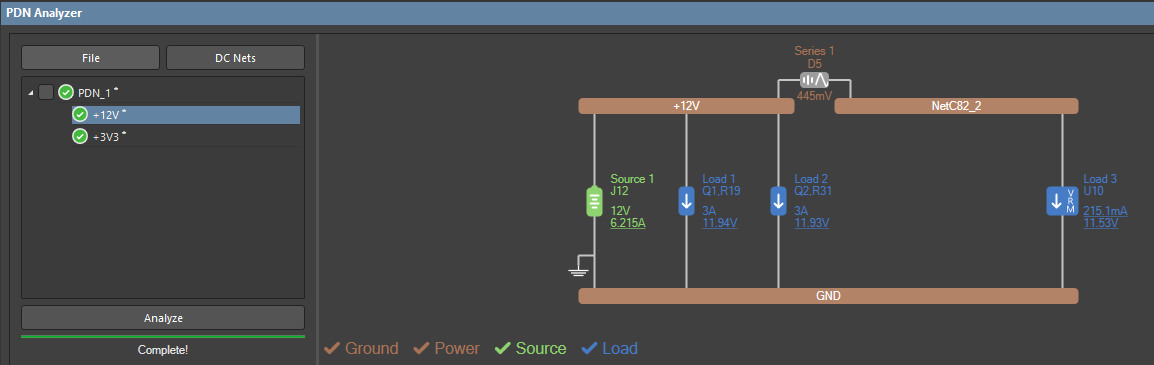 PDN Analyzer
File
DC Nets
PDN_1 *
+12V *
+3V3 *
Analyze
Complete!
Series 1
D5
445mV
+12V
NetC82_2
Source 1
J12
12V
6.215A
Load 1
Q1,R19
3A
11.94V
Load 2
Q2,R31
3A
11.93V
VRM
Load 3
U10
215.1mA
11.53V
GND
Ground
Power
Source
Load